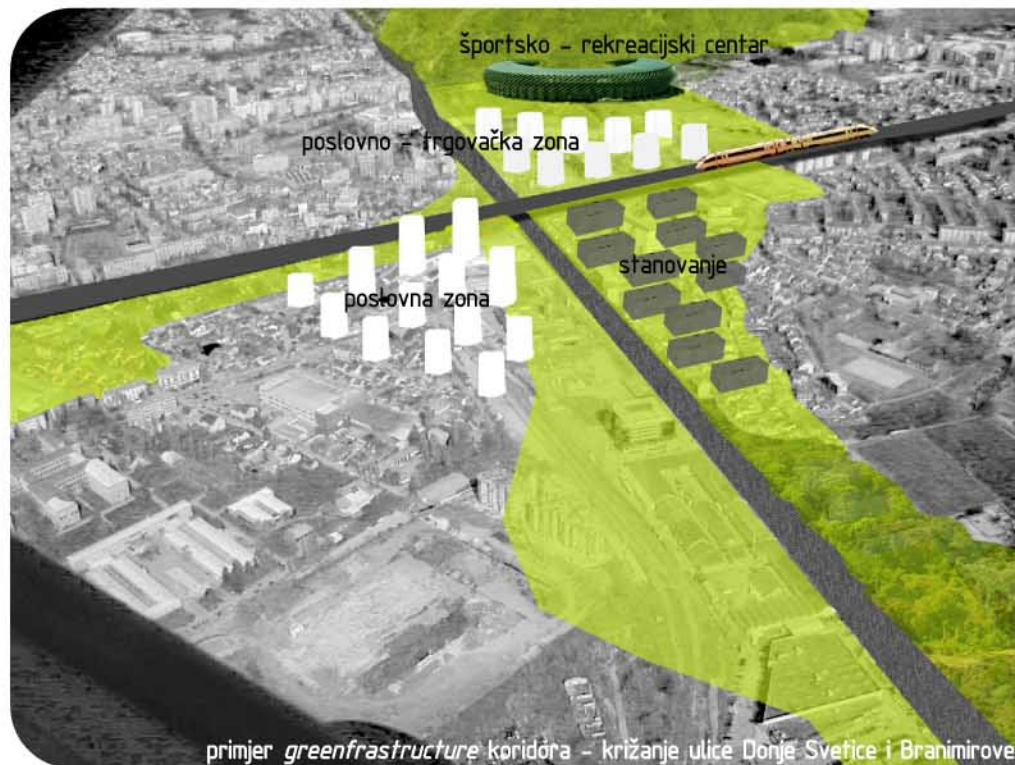 športsko - rekreacijski centar
poslovno - trgovačka zona
stanovanje
poslovna zona
primjer greenfrastructure koridora - križanje ulice Donje Svetice i Branimirove